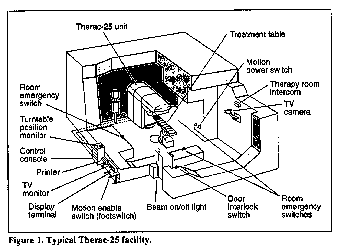 Therac-25 unit
Treatment table
Motion
power switch
Therapy room
intercom
TV
camera
Room
emergency
switch
Turntable
position
monitor
Control
console
Printer
TV
monitor
Display
terminal
Motion enable
switch (footswitch)
Beam on/off light
Door
interlock
switch
Room
emergency
switches
Figure 1. Typical Therac-25 facility.